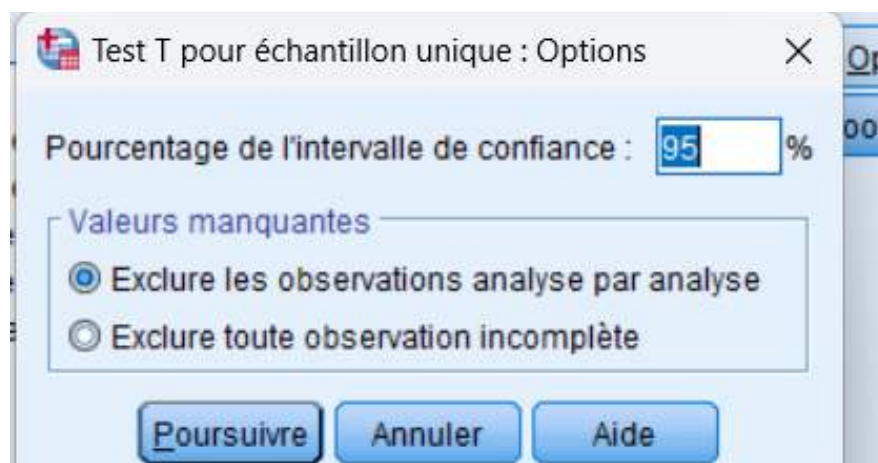 Test T pour échantillon unique : Options
Pourcentage de l'intervalle de confiance : 95 %
Valeurs manquantes
Exclure les observations analyse par analyse
Exclure toute observation incomplète
Poursuivre Annuler Aide